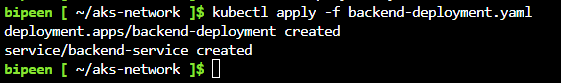 bipeen [ ~/aks-network ]$ kubectl apply -f backend-deployment.yaml
deployment.apps/backend-deployment created
service/backend-service created
bipeen [ ~/aks-network ]$